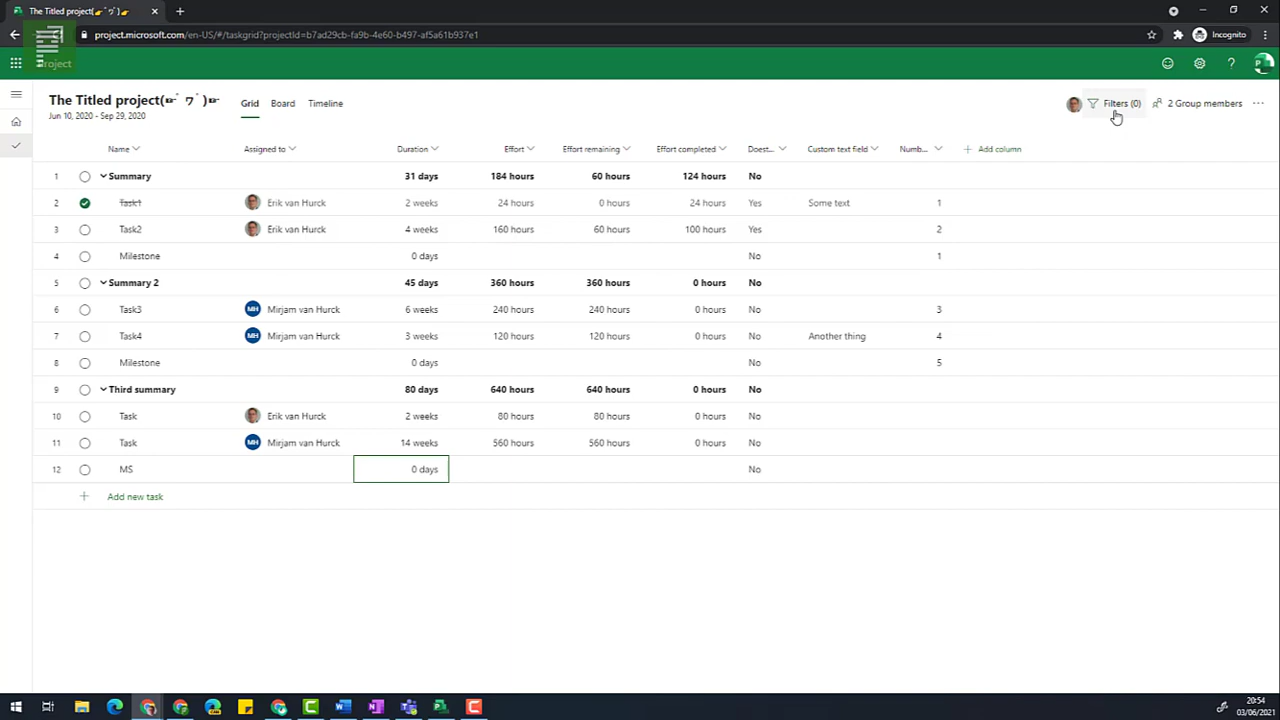 The Titled project(☞ﾟヮﾟ)☞
project.microsoft.com/en-US/#/taskgrid?projectId=b7ad29cb-fa9b-4e60-b497-af5a61b937e1
Incognito
Project
The Titled project(☞ﾟヮﾟ)☞ Grid Board Timeline Filters (0) 2 Group members
Jun 10, 2020 - Sep 29, 2020
Name Assigned to Duration Effort Effort remaining Effort completed Doest... Custom text field Numb... Add column
1 Summary 31 days 184 hours 60 hours 124 hours No
2 Task1 Erik van Hurck 2 weeks 24 hours 0 hours 24 hours Yes Some text 1
3 Task2 Erik van Hurck 4 weeks 160 hours 60 hours 100 hours Yes 2
4 Milestone 0 days No 1
5 Summary 2 45 days 360 hours 360 hours 0 hours No
6 Task3 MH Mirjam van Hurck 6 weeks 240 hours 240 hours 0 hours No 3
7 Task4 MH Mirjam van Hurck 3 weeks 120 hours 120 hours 0 hours No Another thing 4
8 Milestone 0 days No 5
9 Third summary 80 days 640 hours 640 hours 0 hours No
10 Task Erik van Hurck 2 weeks 80 hours 80 hours 0 hours No
11 Task MH Mirjam van Hurck 14 weeks 560 hours 560 hours 0 hours No
12 MS 0 days No
Add new task
20:54
03/06/2021